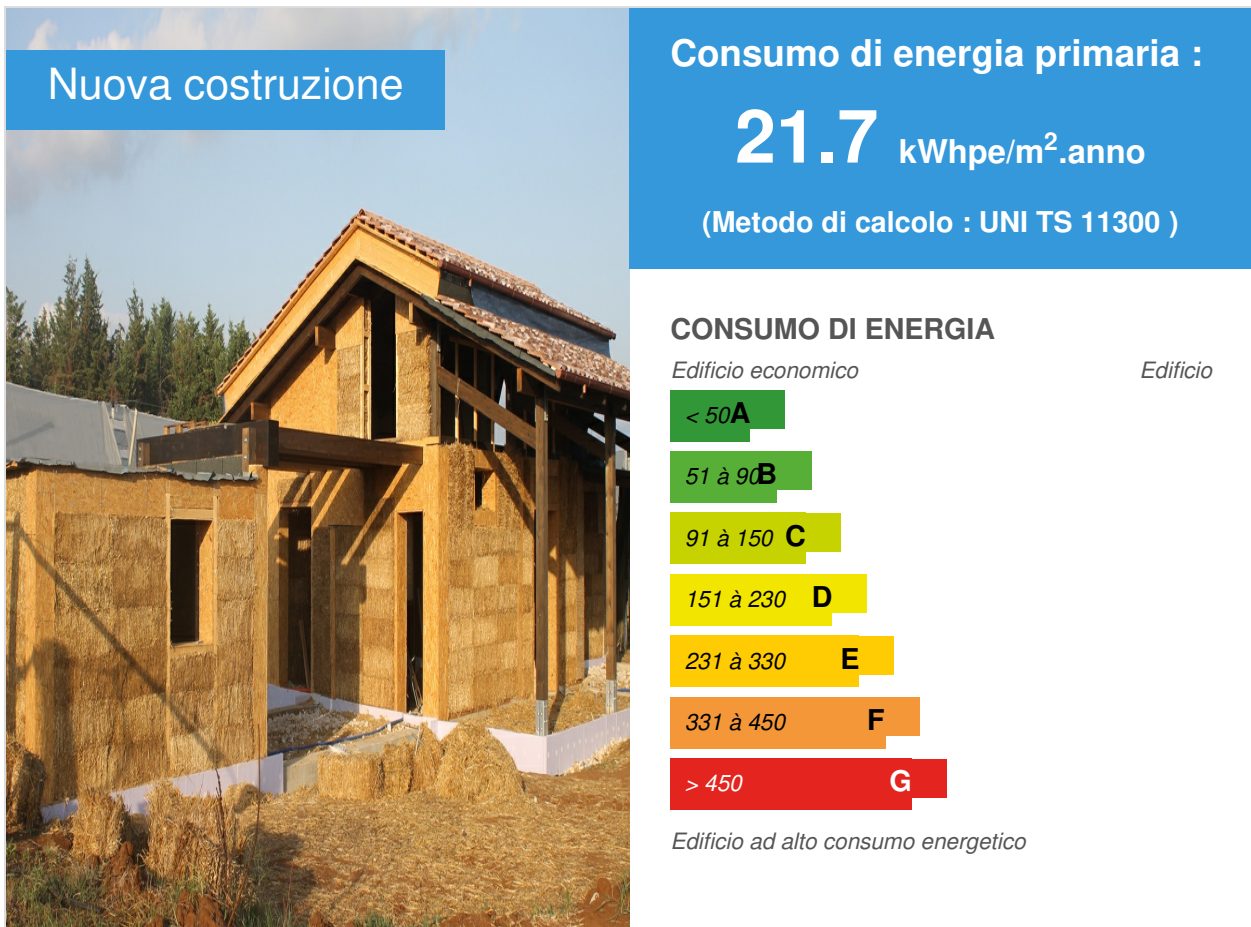 Nuova costruzione
Consumo di energia primaria :
21.7 kWhpe/m².anno
(Metodo di calcolo : UNI TS 11300 )
CONSUMO DI ENERGIA
Edificio economico Edificio
< 50 A
51 à 90 B
91 à 150 C
151 à 230 D
231 à 330 E
331 à 450 F
> 450 G
Edificio ad alto consumo energetico